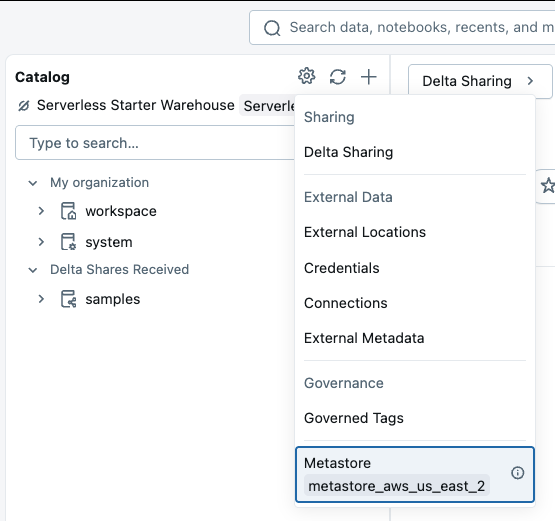 Search data, notebooks, recents, and m
Catalog
Delta Sharing
Serverless Starter Warehouse Serverle
Type to search...
My organization
workspace
system
Delta Shares Received
samples
Sharing
Delta Sharing
External Data
External Locations
Credentials
Connections
External Metadata
Governance
Governed Tags
Metastore
metastore_aws_us_east_2